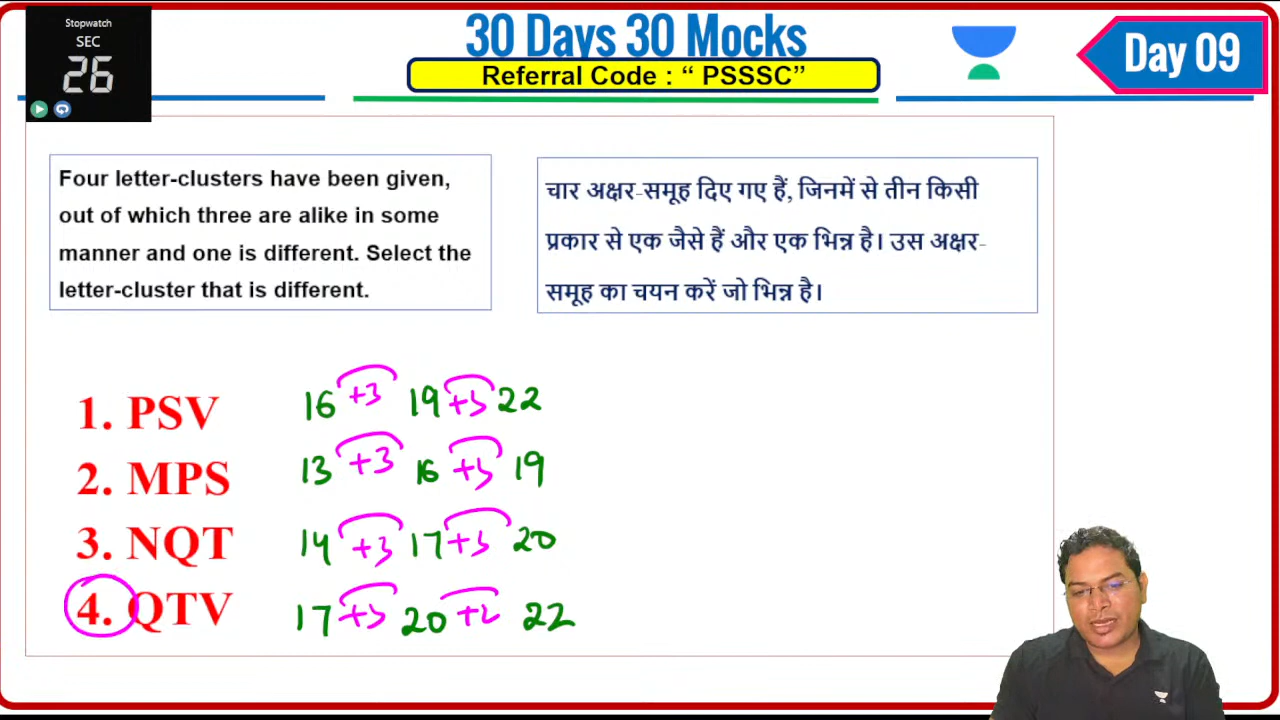 Stopwatch
SEC
26
30 Days 30 Mocks
Referral Code : “ PSSSC”
Day 09
Four letter-clusters have been given,
out of which three are alike in some
manner and one is different. Select the
letter-cluster that is different.
चार अक्षर-समूह दिए गए हैं, जिनमें से तीन किसी
प्रकार से एक जैसे हैं और एक भिन्न है। उस अक्षर-
समूह का चयन करें जो भिन्न है।
1. PSV 16 +3 19 +3 22
2. MPS 13 +3 16 +3 19
3. NQT 14 +3 17 +3 20
4. QTV 17 +3 20 +2 22